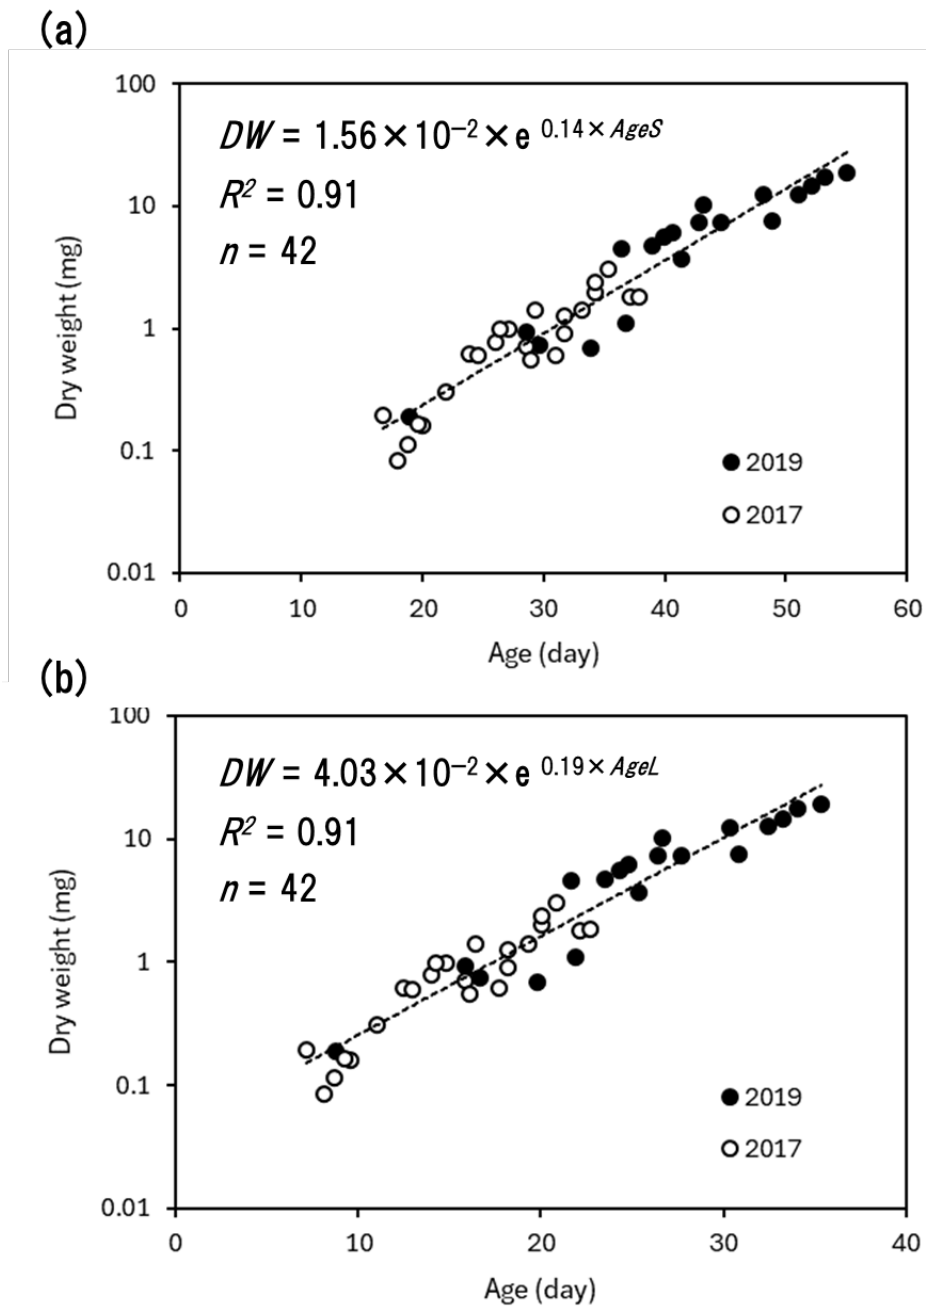 (a)
100
10
1
0.1
0.01
Dry weight (mg)
DW = 1.56×10−2×e 0.14× AgeS
R2 = 0.91
n = 42
2019
2017
0 10 20 30 40 50 60
Age (day)
(b)
100
10
1
0.1
0.01
Dry weight (mg)
DW = 4.03×10−2×e 0.19× AgeL
R2 = 0.91
n = 42
2019
2017
0 10 20 30 40
Age (day)